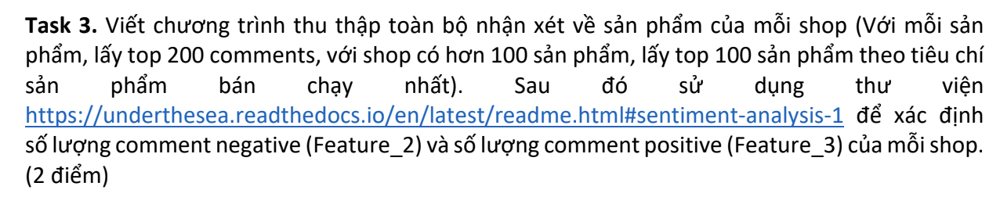 Task 3. Viết chương trình thu thập toàn bộ nhận xét về sản phẩm của mỗi shop (Với mỗi sản
phẩm, lấy top 200 comments, với shop có hơn 100 sản phẩm, lấy top 100 sản phẩm theo tiêu chí
sản phẩm bán chạy nhất). Sau đó sử dụng thư viện
https://underthesea.readthedocs.io/en/latest/readme.html#sentiment-analysis-1 để xác định
số lượng comment negative (Feature_2) và số lượng comment positive (Feature_3) của mỗi shop.
(2 điểm)